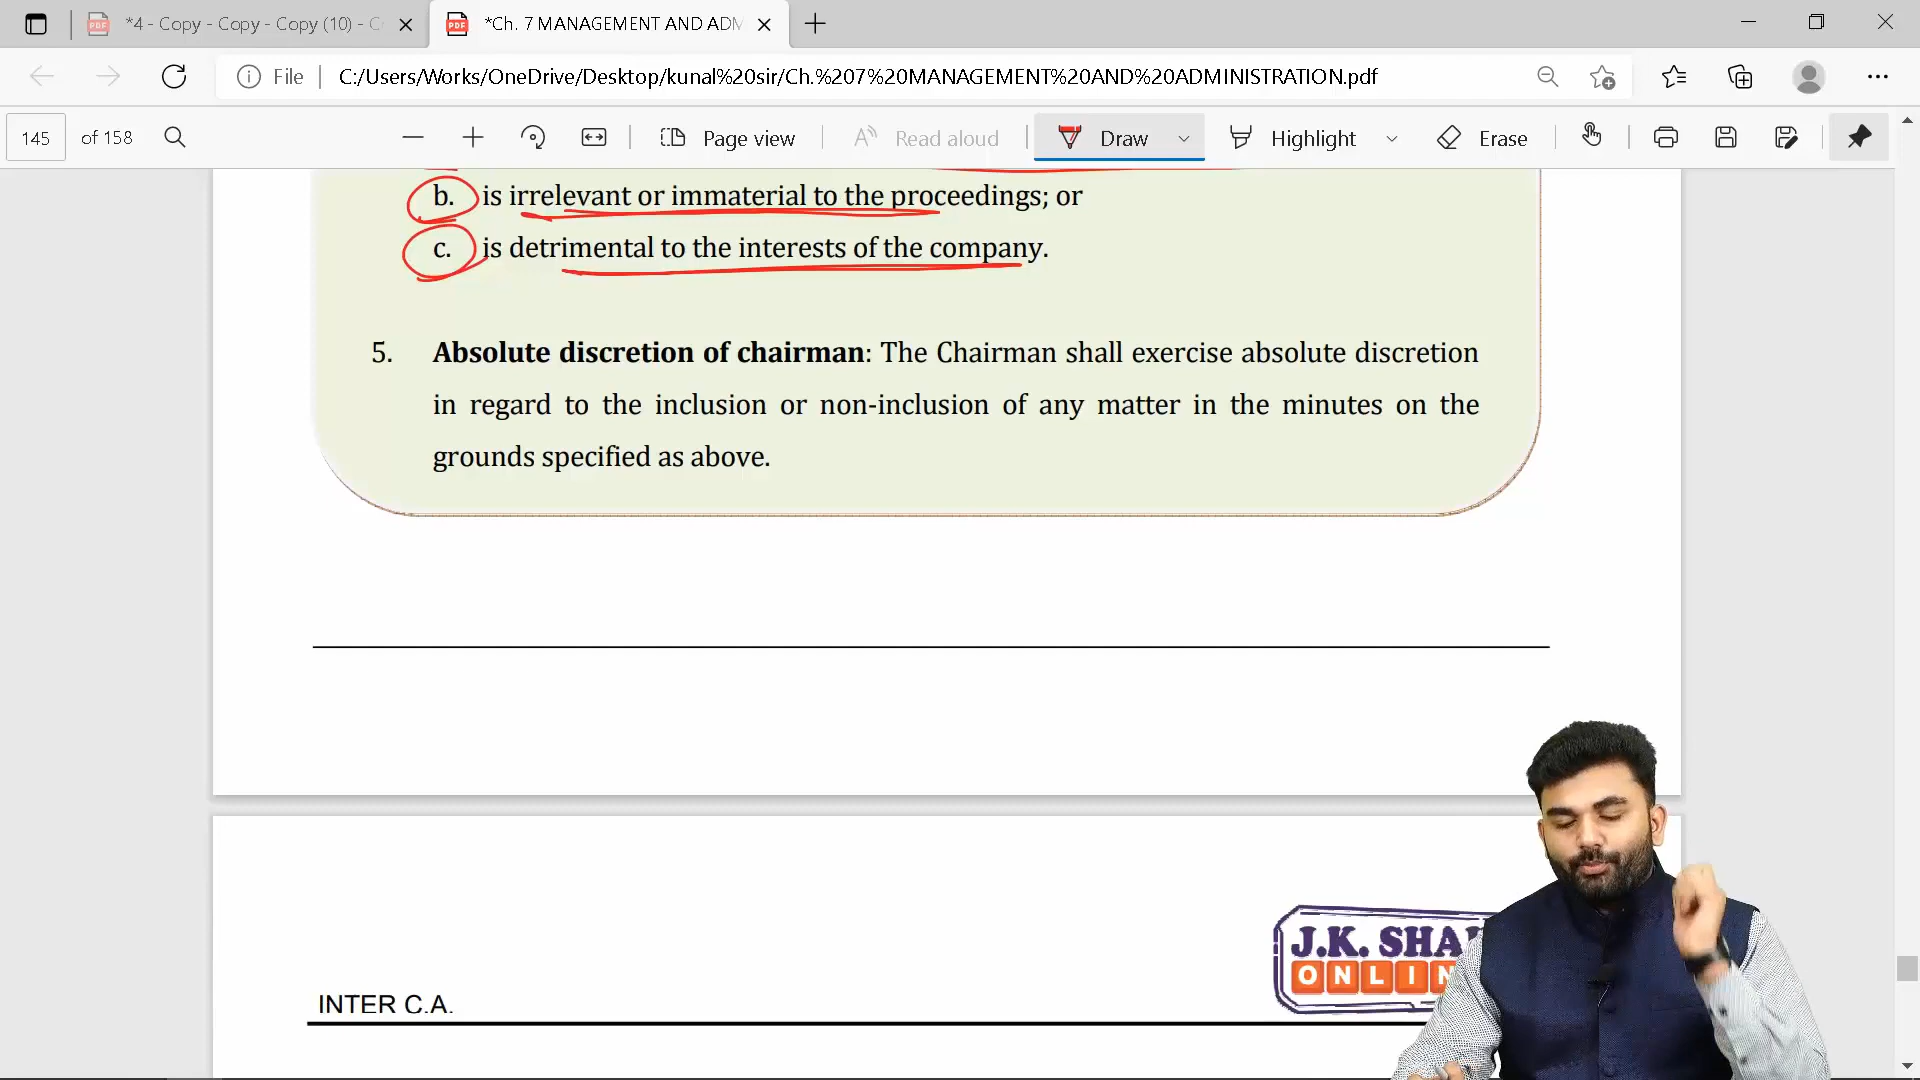 *4 - Copy - Copy - Copy (10) - C
*Ch. 7 MANAGEMENT AND ADM
File
C:/Users/Works/OneDrive/Desktop/kunal%20sir/Ch.%207%20MANAGEMENT%20AND%20ADMINISTRATION.pdf
145 of 158
Page view
Read aloud
Draw
Highlight
Erase
b. is irrelevant or immaterial to the proceedings; or
c. is detrimental to the interests of the company.
5. Absolute discretion of chairman: The Chairman shall exercise absolute discretion
in regard to the inclusion or non-inclusion of any matter in the minutes on the
grounds specified as above.
J.K. SHA
ONLIN
INTER C.A.